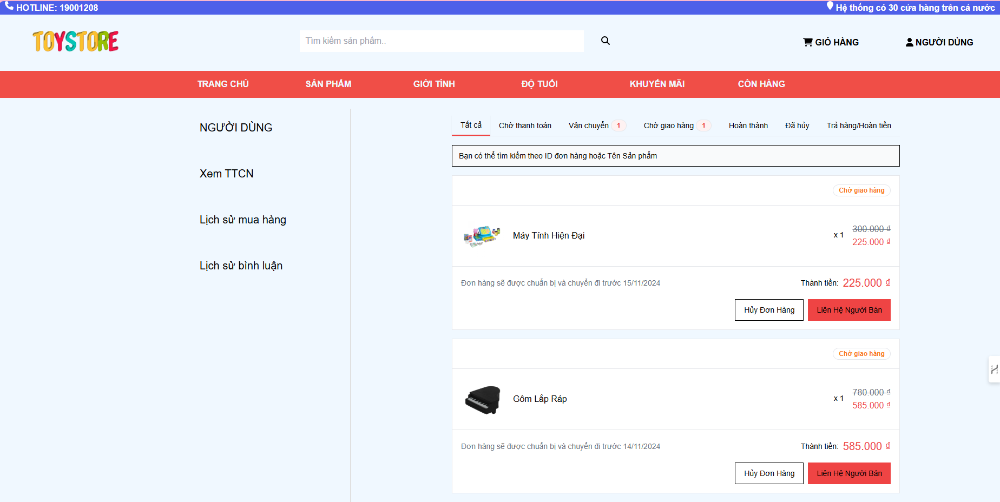 HOTLINE: 19001208
Hệ thống có 30 cửa hàng trên cả nước
TOYSTORE
Tìm kiếm sản phẩm..
GIỎ HÀNG
NGƯỜI DÙNG
TRANG CHỦ
SẢN PHẨM
GIỚI TÍNH
ĐỘ TUỔI
KHUYẾN MÃI
CÒN HÀNG
NGƯỜI DÙNG
Xem TTCN
Lịch sử mua hàng
Lịch sử bình luận
Tất cả
Chờ thanh toán
Vận chuyển 1
Chờ giao hàng 1
Hoàn thành
Đã hủy
Trả hàng/Hoàn tiền
Bạn có thể tìm kiếm theo ID đơn hàng hoặc Tên Sản phẩm
Chờ giao hàng
Máy Tính Hiện Đại
x 1
300.000 ₫
225.000 ₫
Đơn hàng sẽ được chuẩn bị và chuyển đi trước 15/11/2024
Thành tiền: 225.000 ₫
Hủy Đơn Hàng
Liên Hệ Người Bán
Chờ giao hàng
Gôm Lắp Ráp
x 1
780.000 ₫
585.000 ₫
Đơn hàng sẽ được chuẩn bị và chuyển đi trước 14/11/2024
Thành tiền: 585.000 ₫
Hủy Đơn Hàng
Liên Hệ Người Bán